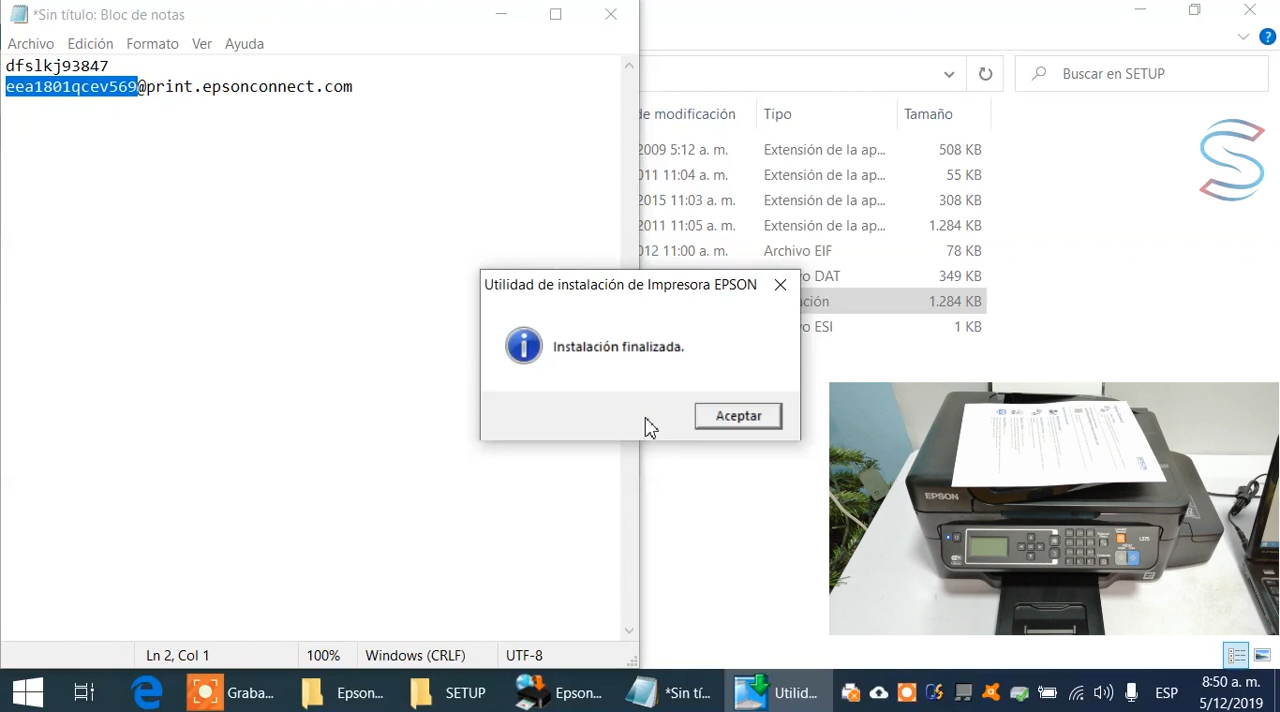 *Sin título: Bloc de notas
Archivo Edición Formato Ver Ayuda
dfslkj93847
eea1801qcev569@print.epsonconnect.com
Ln 2, Col 1 100% Windows (CRLF) UTF-8
Buscar en SETUP
de modificación Tipo Tamaño
2009 5:12 a. m. Extensión de la ap... 508 KB
011 11:04 a. m. Extensión de la ap... 55 KB
2015 11:03 a. m. Extensión de la ap... 308 KB
2011 11:05 a. m. Extensión de la ap... 1.284 KB
012 11:00 a. m. Archivo EIF 78 KB
o DAT 349 KB
ación 1.284 KB
o ESI 1 KB
Utilidad de instalación de Impresora EPSON
Instalación finalizada.
Aceptar
EPSON
L575
Graba... Epson... SETUP Epson... *Sin tí... Utilid... ESP
8:50 a. m.
5/12/2019